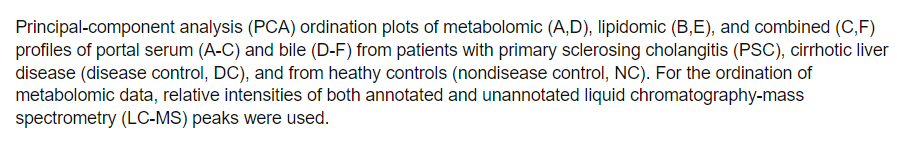 Principal-component analysis (PCA) ordination plots of metabolomic (A,D), lipidomic (B,E), and combined (C,F)
profiles of portal serum (A-C) and bile (D-F) from patients with primary sclerosing cholangitis (PSC), cirrhotic liver
disease (disease control, DC), and from heathy controls (nondisease control, NC). For the ordination of
metabolomic data, relative intensities of both annotated and unannotated liquid chromatography-mass
spectrometry (LC-MS) peaks were used.